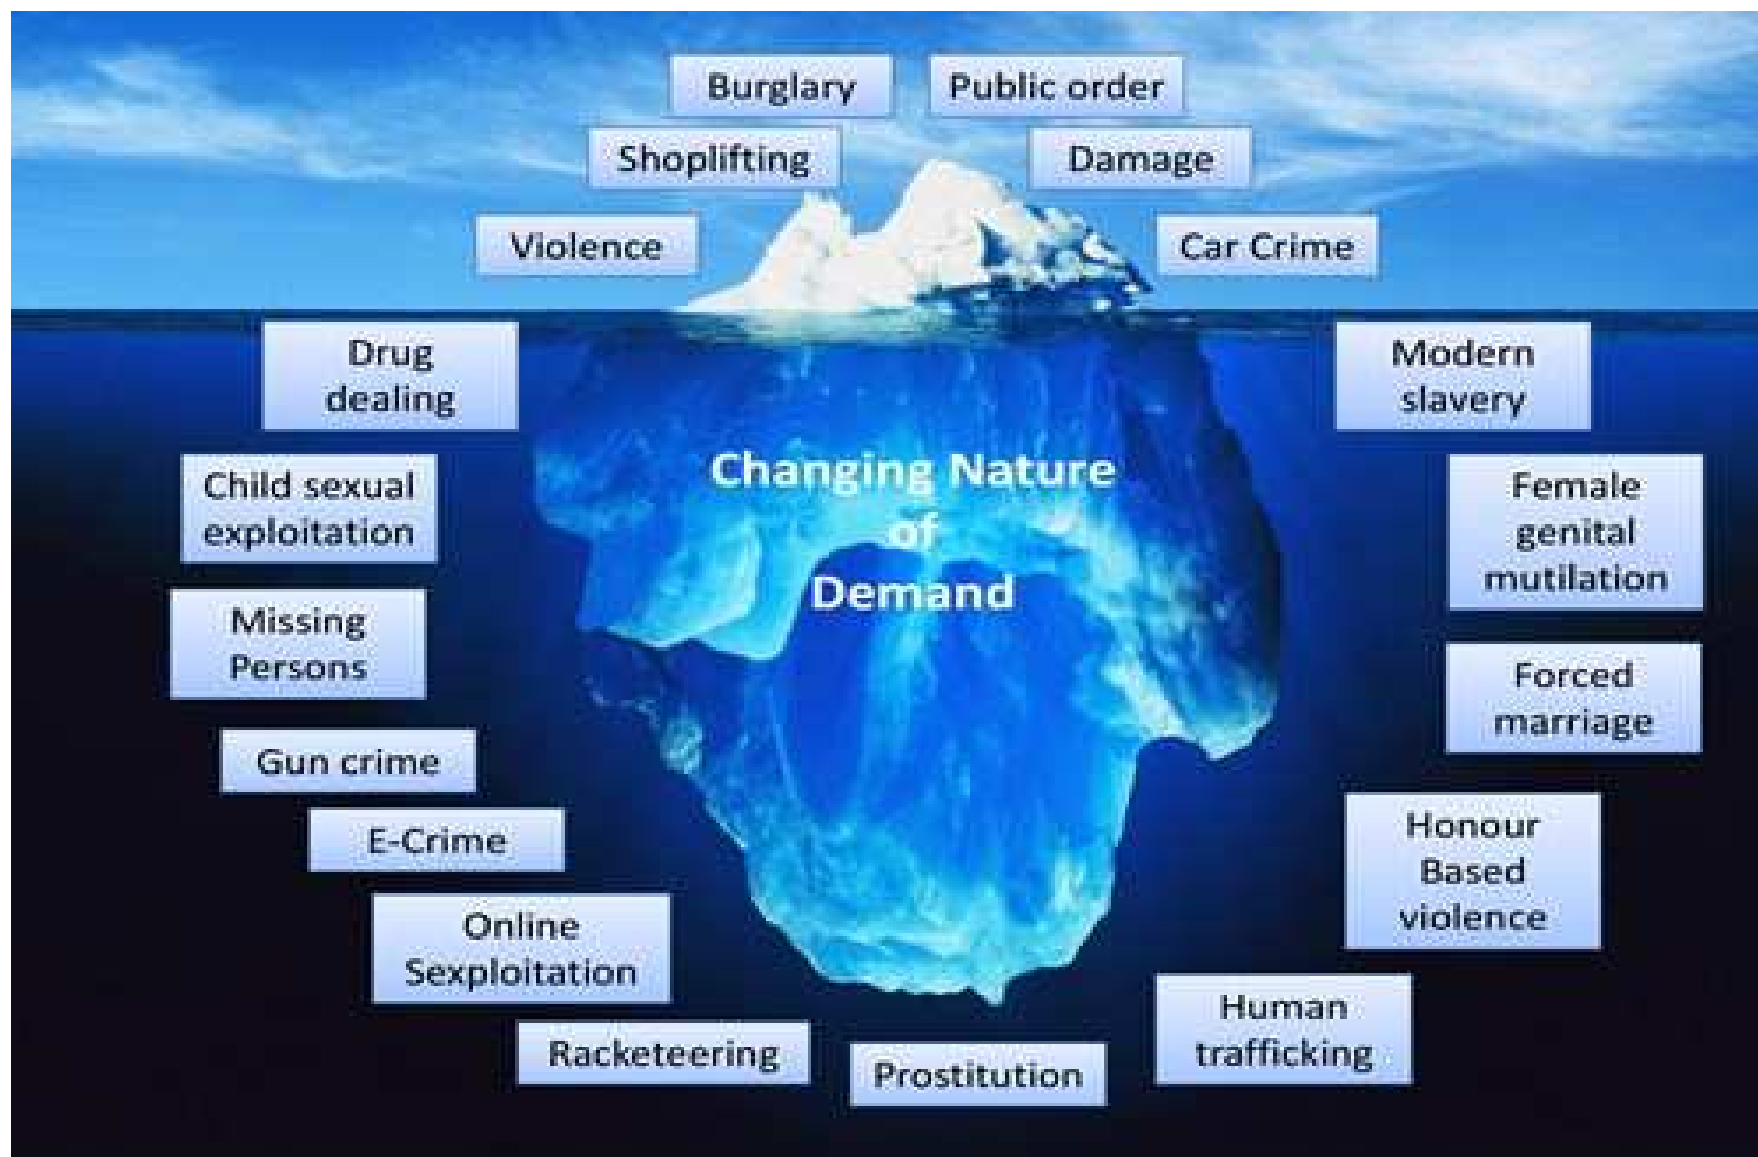 Burglary
Public order
Shoplifting
Damage
Violence
Car Crime
Drug
dealing
Modern
slavery
Changing Nature
of
Demand
Child sexual
exploitation
Female
genital
mutilation
Missing
Persons
Forced
marriage
Gun crime
E-Crime
Honour
Based
violence
Online
Sexploitation
Human
trafficking
Racketeering
Prostitution